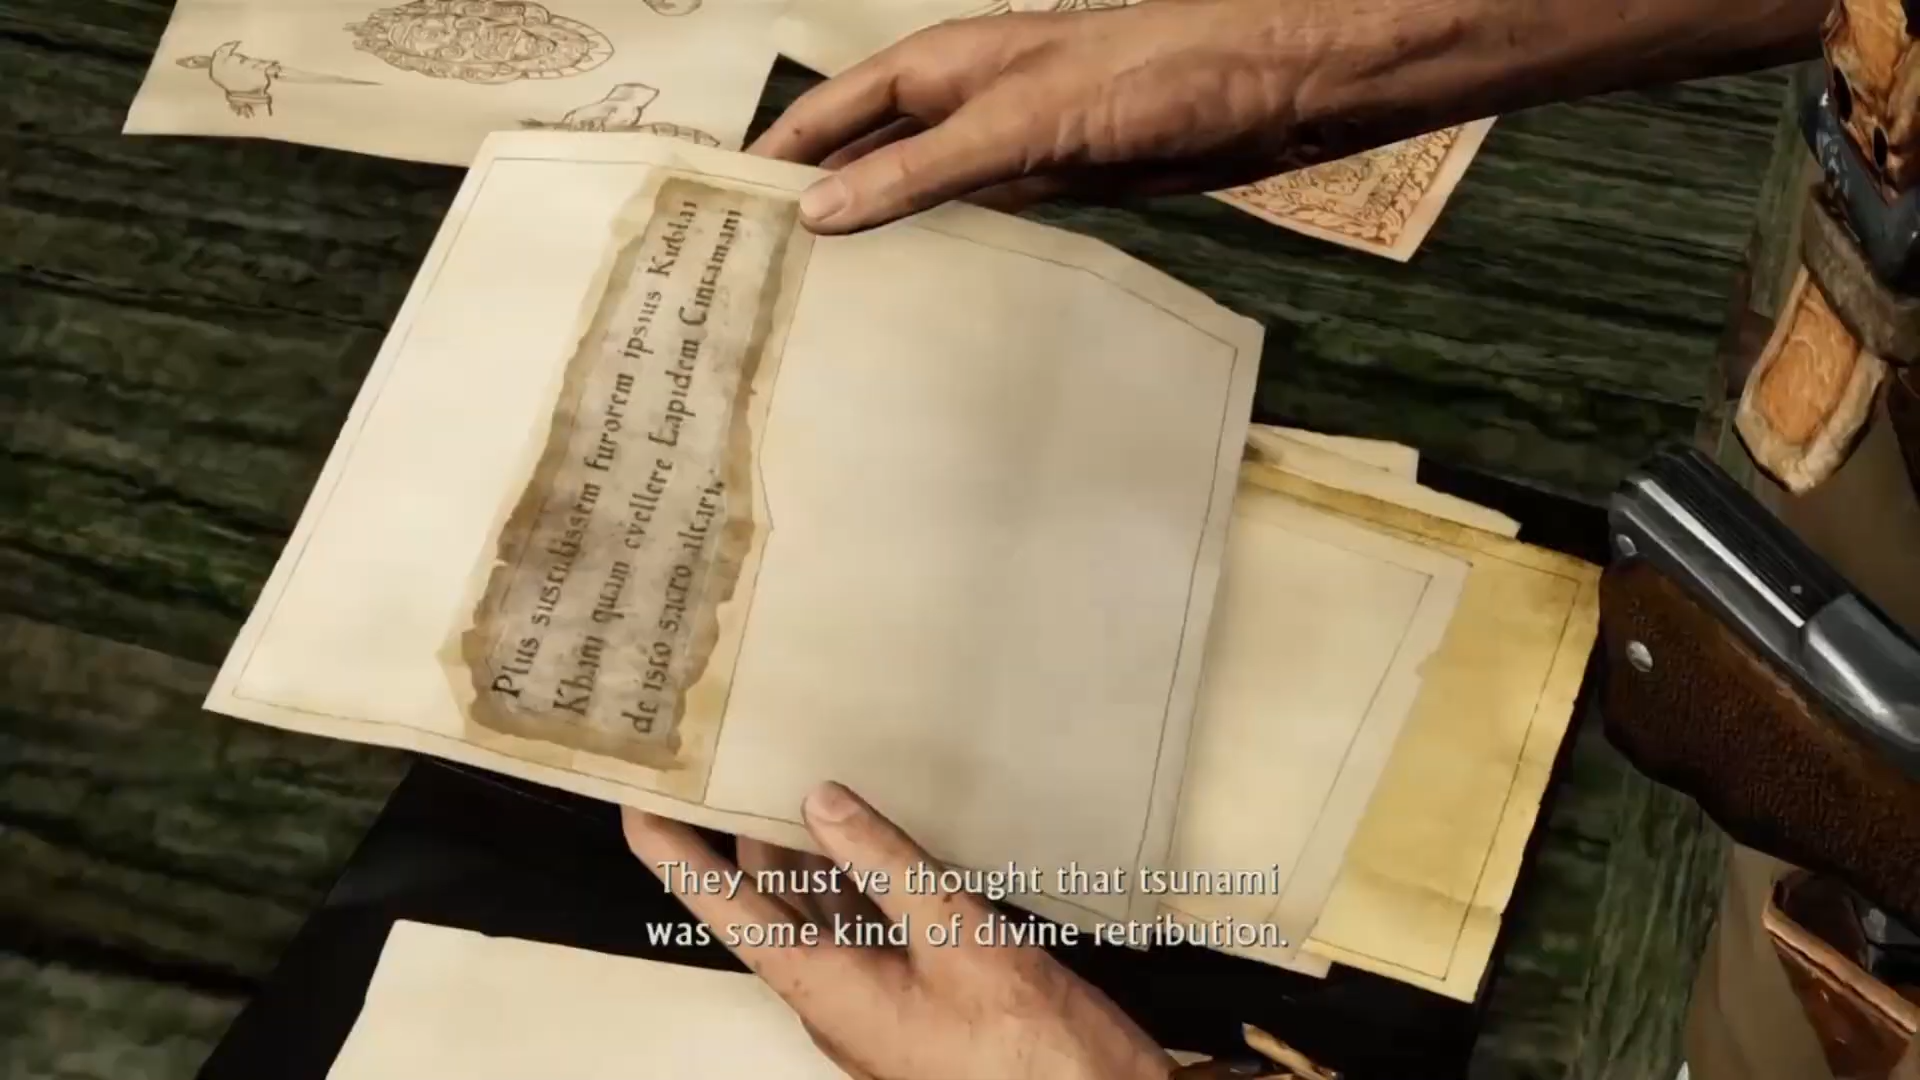 Plus suscitassem furorem ipsius Kublai
Khani quam evellere Lapidem Cintamani
de isto sacro altari.
They must've thought that tsunami
was some kind of divine retribution.